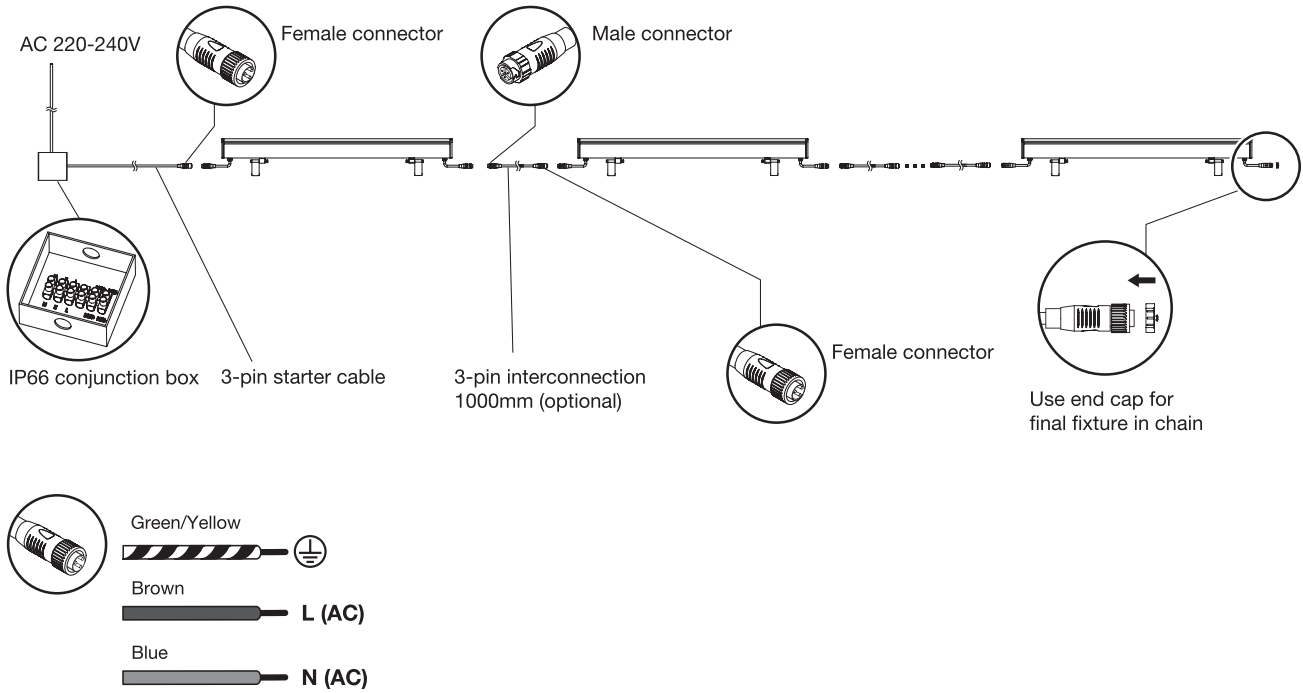 AC 220-240V
Female connector
Male connector
IP66 conjunction box
3-pin starter cable
3-pin interconnection
1000mm (optional)
Female connector
Use end cap for
final fixture in chain
Green/Yellow
Brown
L (AC)
Blue
N (AC)